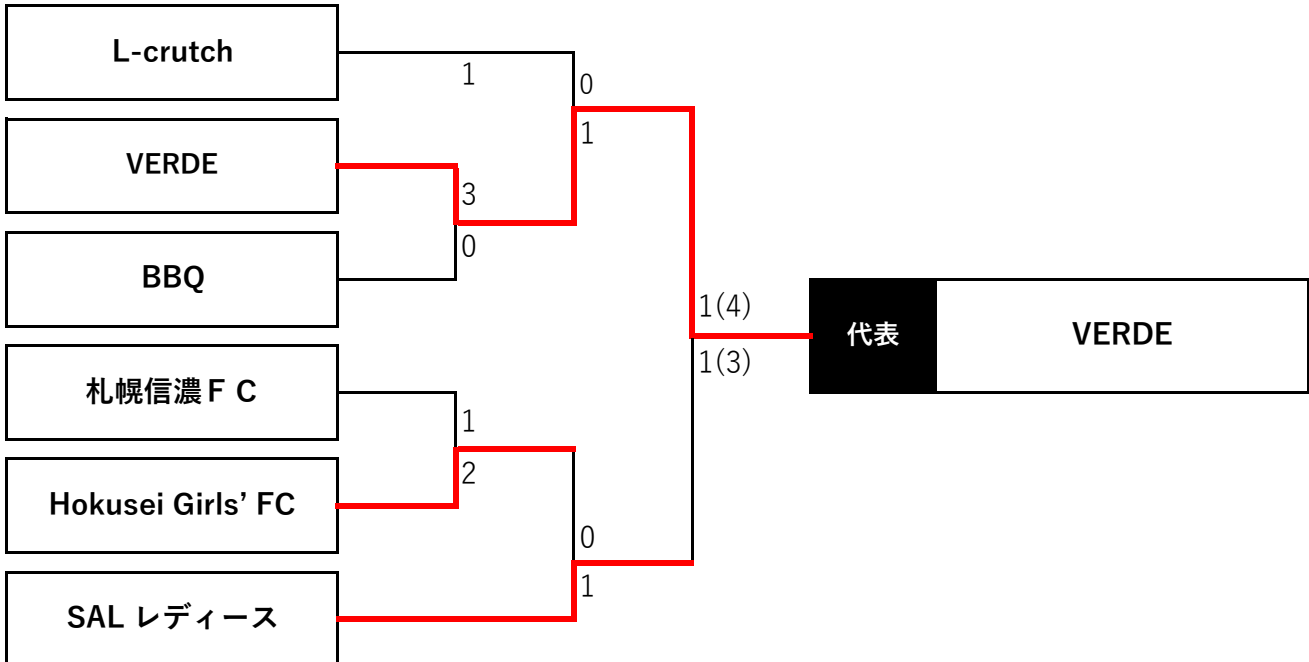 L-crutch
1
0
VERDE
1
3
0
BBQ
1(4)
代表
VERDE
1(3)
札幌信濃ＦＣ
1
2
Hokusei Girls’ FC
0
1
SAL レディース